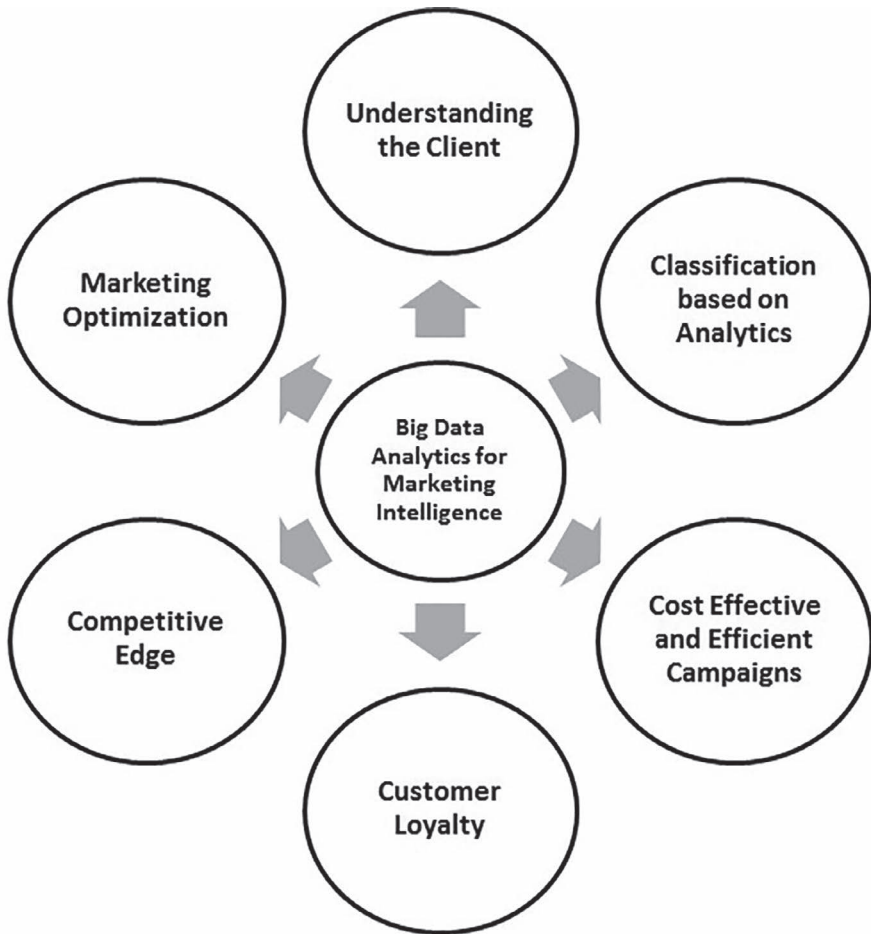 Understanding
the Client
Marketing
Optimization
Classification
based on
Analytics
Big Data
Analytics for
Marketing
Intelligence
Competitive
Edge
Cost Effective
and Efficient
Campaigns
Customer
Loyalty